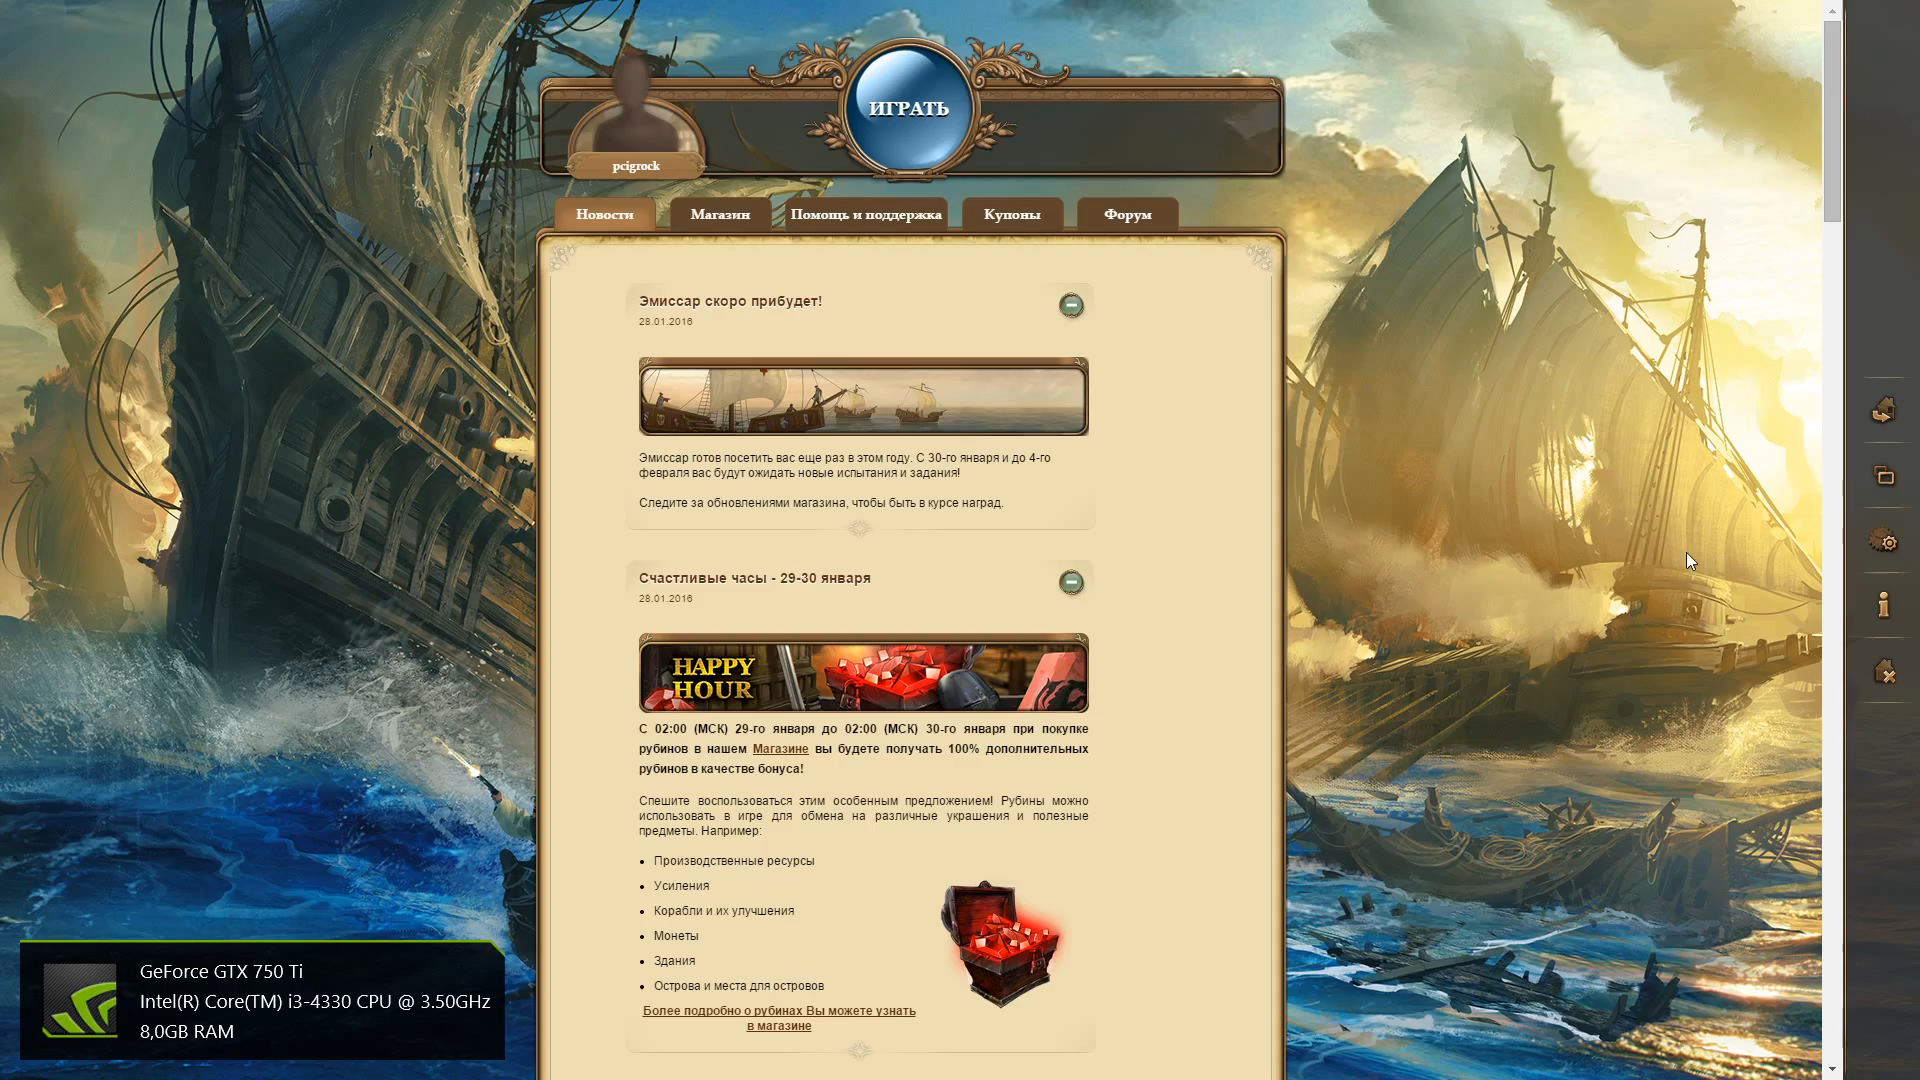 ИГРАТЬ
pcigrock
Новости
Магазин
Помощь и поддержка
Купоны
Форум
Эмиссар скоро прибудет!
28.01.2016
Эмиссар готов посетить вас еще раз в этом году. С 30-го января и до 4-го
февраля вас будут ожидать новые испытания и задания!
Следите за обновлениями магазина, чтобы быть в курсе наград.
Счастливые часы - 29-30 января
28.01.2016
HAPPY
HOUR
С 02:00 (МСК) 29-го января до 02:00 (МСК) 30-го января при покупке
рубинов в нашем Магазине вы будете получать 100% дополнительных
рубинов в качестве бонуса!
Спешите воспользоваться этим особенным предложением! Рубины можно
использовать в игре для обмена на различные украшения и полезные
предметы. Например:
Производственные ресурсы
Усиления
Корабли и их улучшения
Монеты
Здания
Острова и места для островов
Более подробно о рубинах Вы можете узнать
в магазине
GeForce GTX 750 Ti
Intel(R) Core(TM) i3-4330 CPU @ 3.50GHz
8,0GB RAM